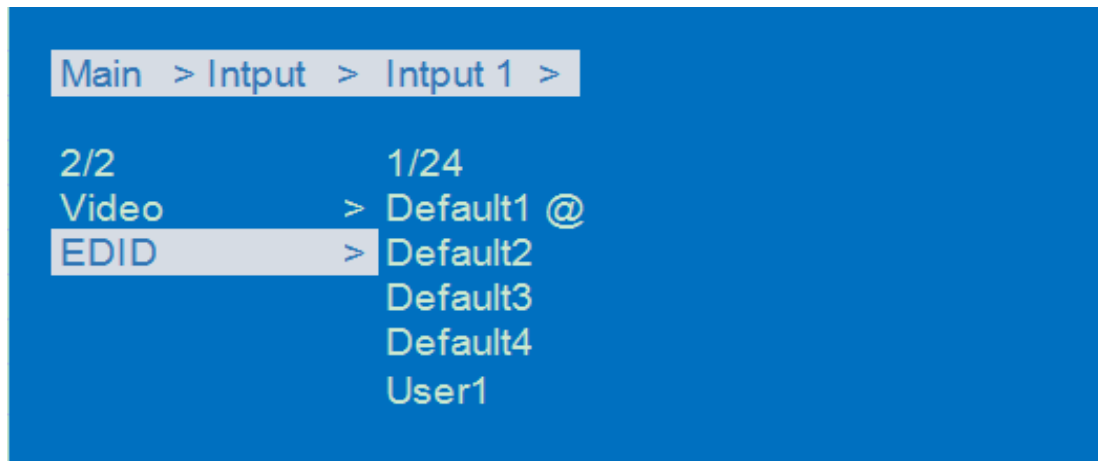 Main > Intput > Intput 1 >
2/2 1/24
Video > Default1 @
EDID > Default2
Default3
Default4
User1